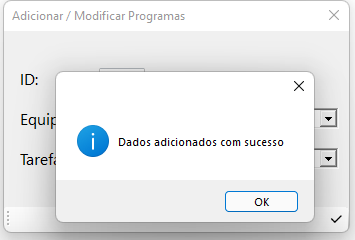 Adicionar / Modificar Programas
ID:
Dados adicionados com sucesso
OK